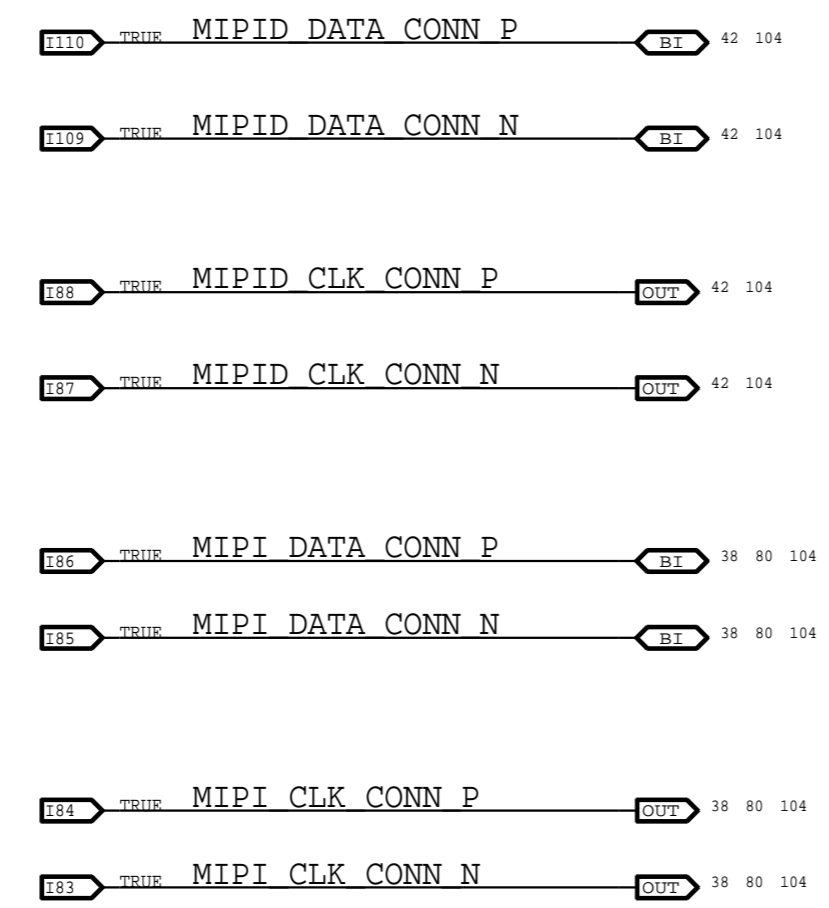 I110 TRUE MIPID_DATA_CONN_P BI 42 104
I109 TRUE MIPID_DATA_CONN_N BI 42 104
I88 TRUE MIPID_CLK_CONN_P OUT 42 104
I87 TRUE MIPID_CLK_CONN_N OUT 42 104
I86 TRUE MIPI_DATA_CONN_P BI 38 80 104
I85 TRUE MIPI_DATA_CONN_N BI 38 80 104
I84 TRUE MIPI_CLK_CONN_P OUT 38 80 104
I83 TRUE MIPI_CLK_CONN_N OUT 38 80 104